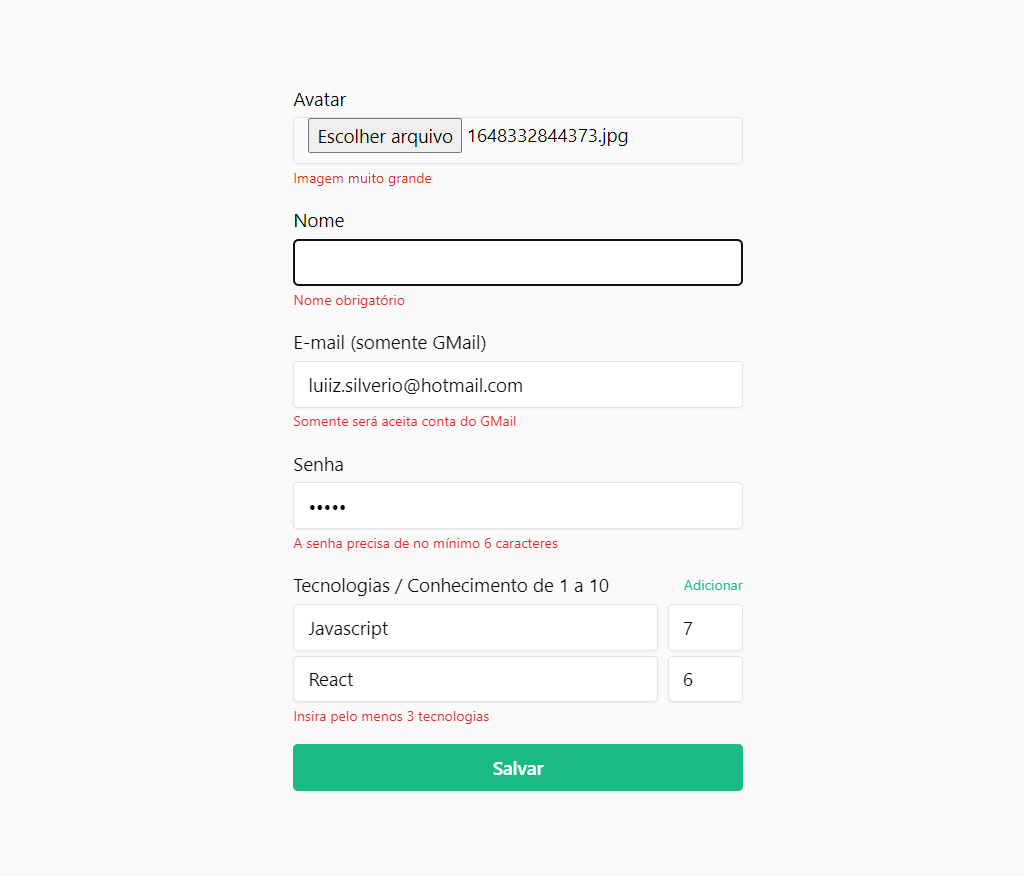 Avatar
Escolher arquivo 1648332844373.jpg
Imagem muito grande
Nome
Nome obrigatório
E-mail (somente GMail)
luiiz.silverio@hotmail.com
Somente será aceita conta do GMail
Senha
•••••
A senha precisa de no mínimo 6 caracteres
Tecnologias / Conhecimento de 1 a 10 Adicionar
Javascript 7
React 6
Insira pelo menos 3 tecnologias
Salvar